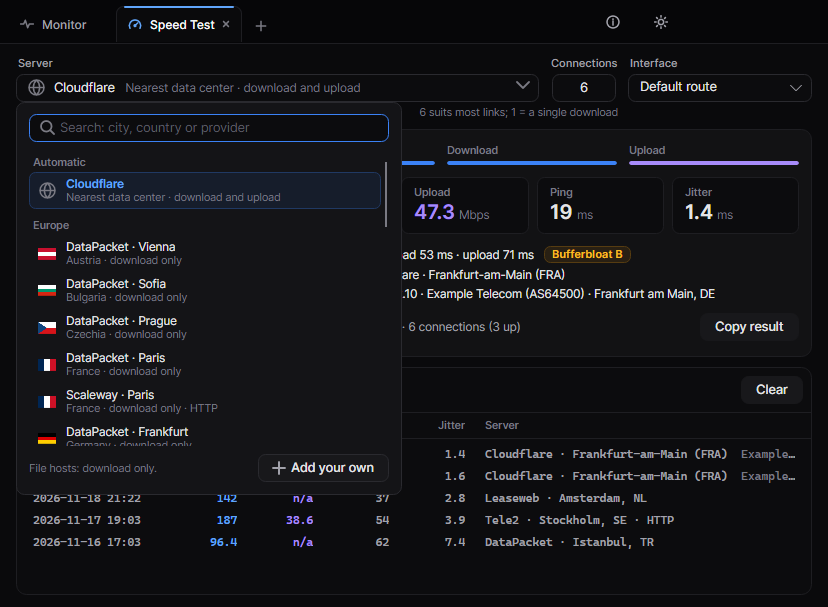 Monitor
Speed Test ×
Server
Connections
Interface
Cloudflare Nearest data center · download and upload
6
Default route
6 suits most links; 1 = a single download
Search: city, country or provider
Automatic
Cloudflare
Nearest data center · download and upload
Europe
DataPacket · Vienna
Austria · download only
DataPacket · Sofia
Bulgaria · download only
DataPacket · Prague
Czechia · download only
DataPacket · Paris
France · download only
Scaleway · Paris
France · download only · HTTP
DataPacket · Frankfurt
Germany · download only
File hosts: download only.
Add your own
Download
Upload
Upload
47.3 Mbps
Ping
19 ms
Jitter
1.4 ms
ad 53 ms · upload 71 ms Bufferbloat B
are · Frankfurt-am-Main (FRA)
.10 · Example Telecom (AS64500) · Frankfurt am Main, DE
· 6 connections (3 up)
Copy result
Clear
Jitter Server
1.4 Cloudflare · Frankfurt-am-Main (FRA) Example…
1.6 Cloudflare · Frankfurt-am-Main (FRA) Example…
2026-11-18 21:22 142 n/a 37 2.8 Leaseweb · Amsterdam, NL
2026-11-17 19:03 187 38.6 54 3.9 Tele2 · Stockholm, SE · HTTP
2026-11-16 17:03 96.4 n/a 62 7.4 DataPacket · Istanbul, TR